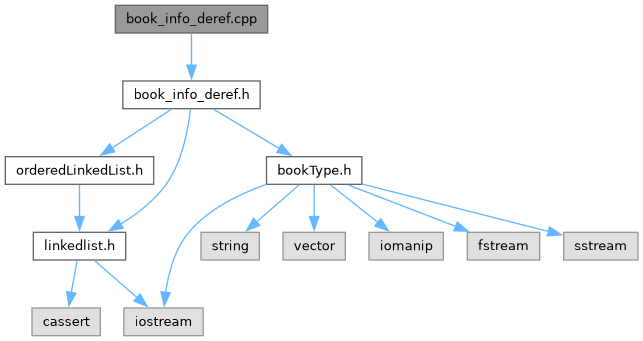 book_info_deref.cpp
book_info_deref.h
orderedLinkedList.h
bookType.h
linkedlist.h
string
vector
iomanip
fstream
sstream
cassert
iostream